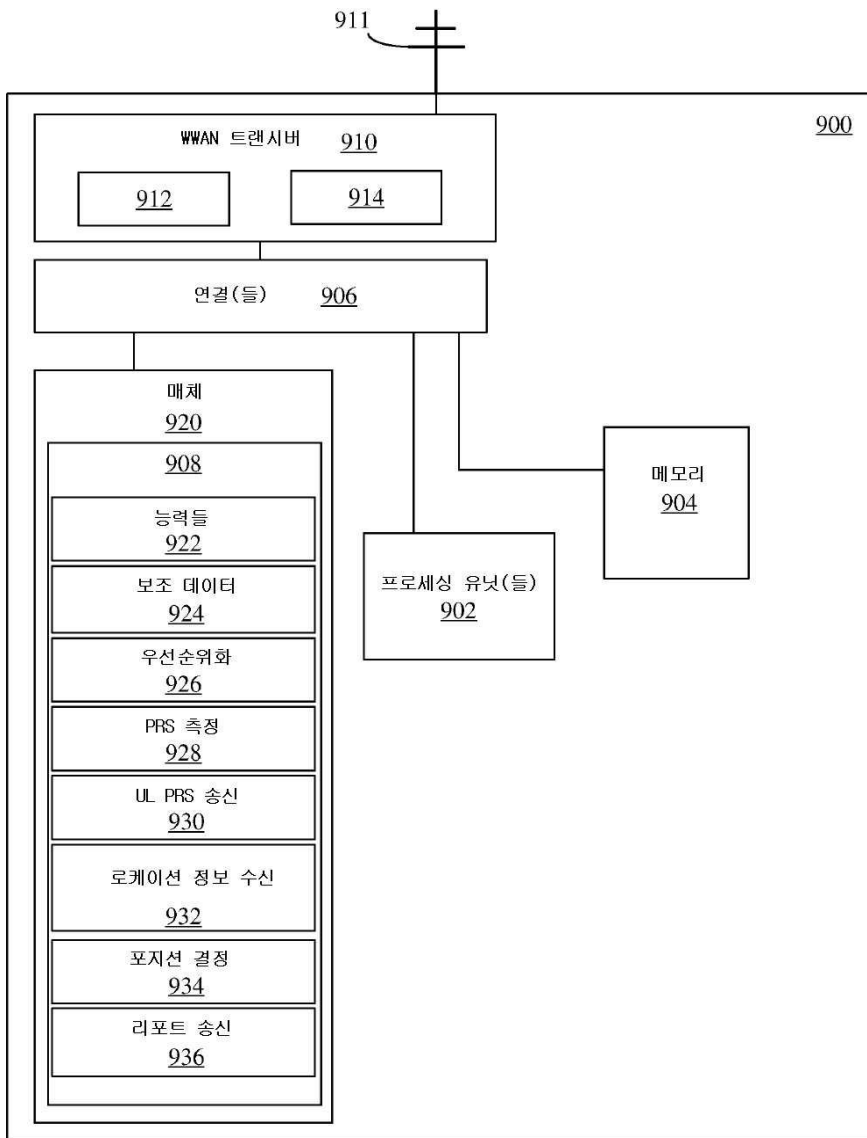 911
900
WWAN 트랜시버 910
912
914
연결(들) 906
매체
920
908
능력들
922
보조 데이터
924
우선순위화
926
PRS 측정
928
UL PRS 송신
930
로케이션 정보 수신
932
포지션 결정
934
리포트 송신
936
프로세싱 유닛(들)
902
메모리
904